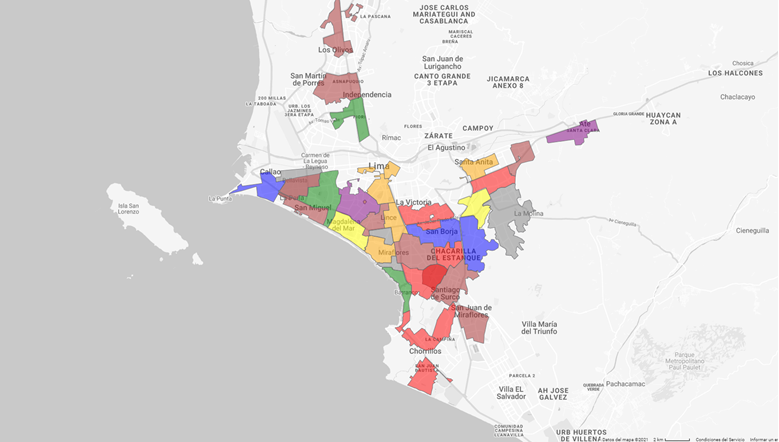 JOSE CARLOS
MARIATEGUI AND
CASABLANCA
LA PASCANA
MARISCAL
CACERES
BREÑA
Los Olivos
San Juan de
Lurigancho
CANTO GRANDE
3 ETAPA
JICAMARCA
ANEXO 8
Chosica
LOS HALCONES
Chaclacayo
San Martín
de Porres
Independencia
200 MILLAS
LA TABOADA
URB. LOS
JAZMINES
3ERA ETAPA
FLORES
Rimac
ZÁRATE
CAMPOY
El Agustino
GLORIA GRANDE
HUAYCAN
ZONA A
Ate
SANTA CLARA
Carmen de
La Legua
Reynoso
Lima
Santa Anita
Callao
La Punta
Isla San
Lorenzo
San Miguel
La Victoria
La Molina
Magdalena
del Mar
Lince
San Borja
Cieneguilla
Miraflores
CHACARILLA
DEL ESTANQUE
Santiago
de Surco
San Juan de
Miraflores
Villa María
del Triunfo
LA CAMPIÑA
Chorrillos
SAN JUAN
BAUTISTA
Parque
Metropolitano
Paul Poulet
PARCELA 2
Villa EL
Salvador
AH JOSE
GALVEZ
QUEBRADA
VERDE
Pachacamac
COMUNIDAD
CAMPESINA
LLANAVILLA
URB HUERTOS
DE VILLENA
Datos del mapa ©2021
2 km
Condiciones del Servicio
Informar un er